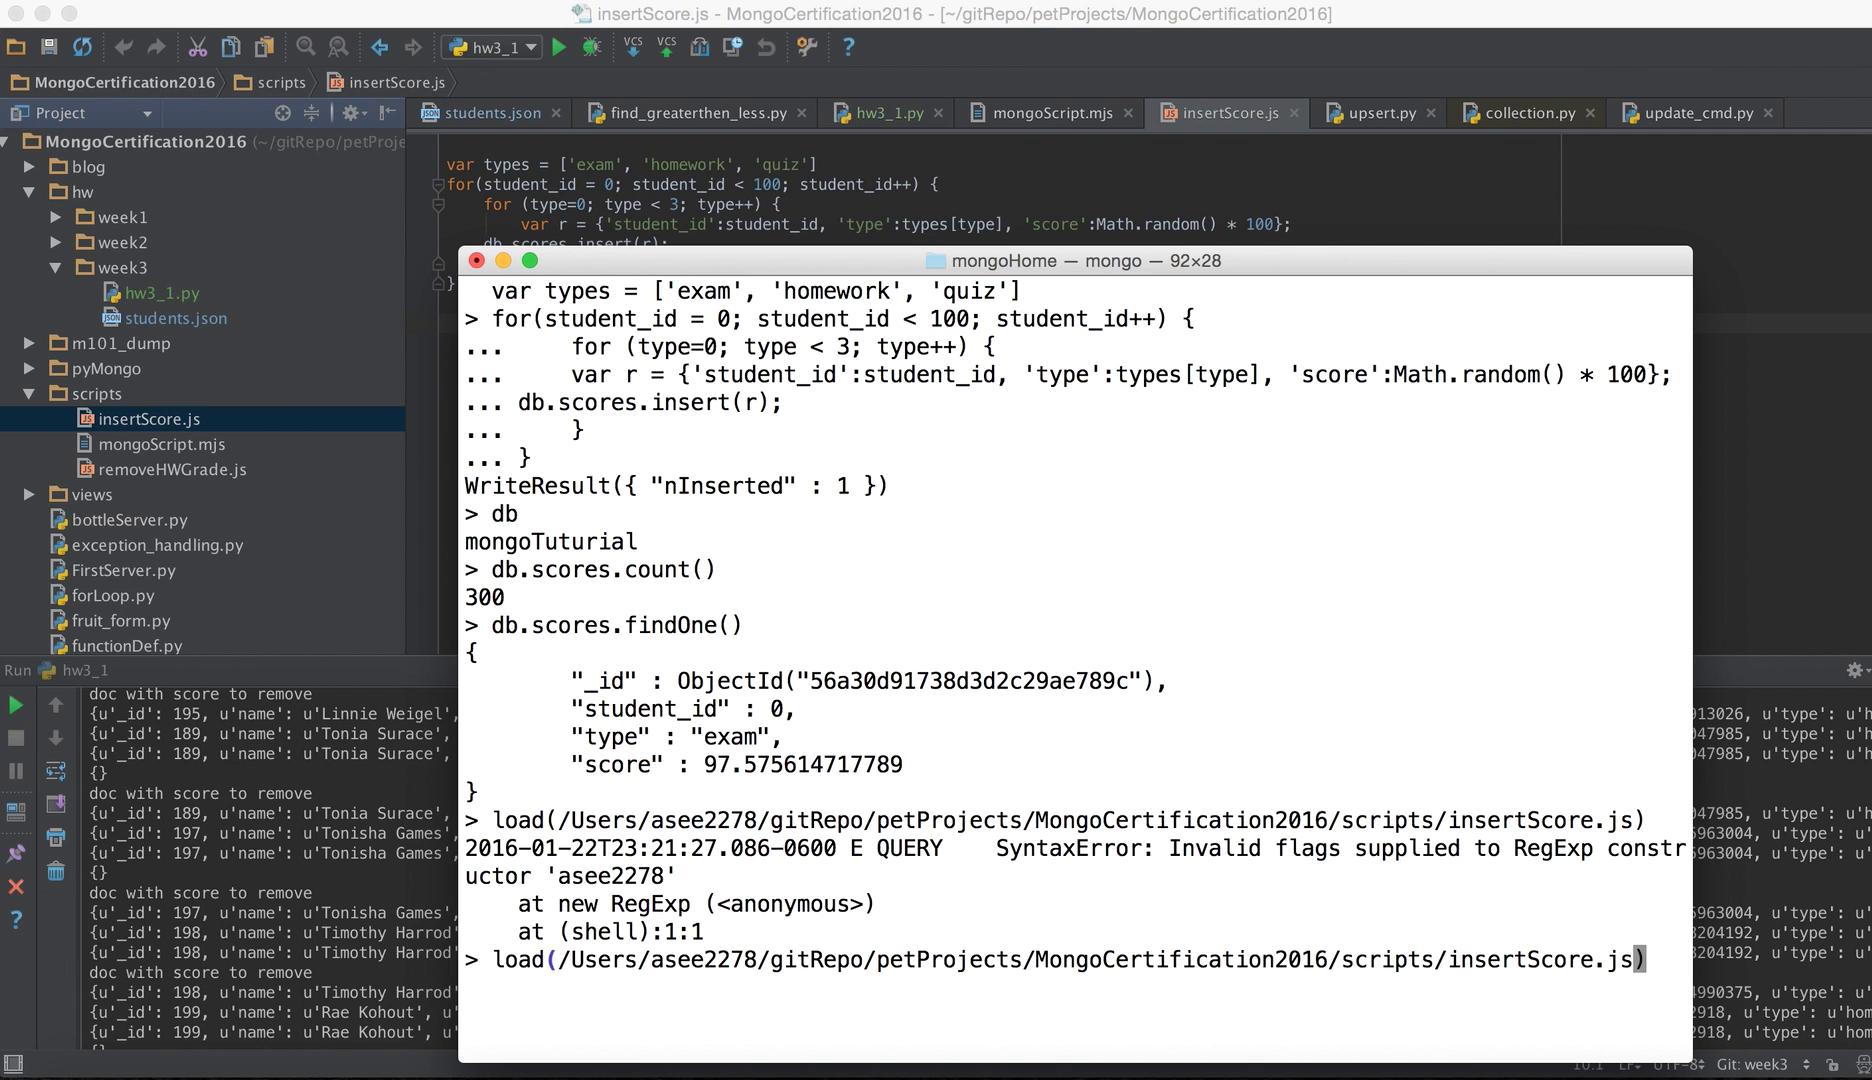 insertScore.js - MongoCertification2016 - [~/gitRepo/petProjects/MongoCertification2016]
hw3_1
VCS VCS
?
MongoCertification2016 scripts insertScore.js
Project
students.json find_greaterthen_less.py hw3_1.py mongoScript.mjs insertScore.js upsert.py collection.py update_cmd.py
MongoCertification2016 (~/gitRepo/petProje
blog
hw
week1
week2
week3
hw3_1.py
students.json
m101_dump
pyMongo
scripts
insertScore.js
mongoScript.mjs
removeHWGrade.js
views
bottleServer.py
exception_handling.py
FirstServer.py
forLoop.py
fruit_form.py
functionDef.py
var types = ['exam', 'homework', 'quiz']
for(student_id = 0; student_id < 100; student_id++) {
for (type=0; type < 3; type++) {
var r = {'student_id':student_id, 'type':types[type], 'score':Math.random() * 100};
db.scores.insert(r);
}
mongoHome — mongo — 92×28
var types = ['exam', 'homework', 'quiz']
> for(student_id = 0; student_id < 100; student_id++) {
... for (type=0; type < 3; type++) {
... var r = {'student_id':student_id, 'type':types[type], 'score':Math.random() * 100};
... db.scores.insert(r);
... }
... }
WriteResult({ "nInserted" : 1 })
> db
mongoTuturial
> db.scores.count()
300
> db.scores.findOne()
{
"_id" : ObjectId("56a30d91738d3d2c29ae789c"),
"student_id" : 0,
"type" : "exam",
"score" : 97.575614717789
}
> load(/Users/asee2278/gitRepo/petProjects/MongoCertification2016/scripts/insertScore.js)
2016-01-22T23:21:27.086-0600 E QUERY    SyntaxError: Invalid flags supplied to RegExp constr
uctor 'asee2278'
at new RegExp (<anonymous>)
at (shell):1:1
> load(/Users/asee2278/gitRepo/petProjects/MongoCertification2016/scripts/insertScore.js)
Run hw3_1
doc with score to remove
{u'_id': 195, u'name': u'Linnie Weigel', 913026, u'type': u'h
{u'_id': 189, u'name': u'Tonia Surace', 047985, u'type': u'h
{u'_id': 189, u'name': u'Tonia Surace', 047985, u'type': u'h
{}
doc with score to remove
{u'_id': 189, u'name': u'Tonia Surace', 047985, u'type': u'h
{u'_id': 197, u'name': u'Tonisha Games' 5963004, u'type': u'
{u'_id': 197, u'name': u'Tonisha Games' 5963004, u'type': u'
{}
doc with score to remove
{u'_id': 197, u'name': u'Tonisha Games', 5963004, u'type': u'
{u'_id': 198, u'name': u'Timothy Harrod' 8204192, u'type': u'
{u'_id': 198, u'name': u'Timothy Harrod' 8204192, u'type': u'
doc with score to remove
{u'_id': 198, u'name': u'Timothy Harrod' 4990375, u'type': u'
{u'_id': 199, u'name': u'Rae Kohout', u' 2918, u'type': u'hom
{u'_id': 199, u'name': u'Rae Kohout', u' 2918, u'type': u'hom
?
10:1 LF÷ UTF-8÷ Git: week3